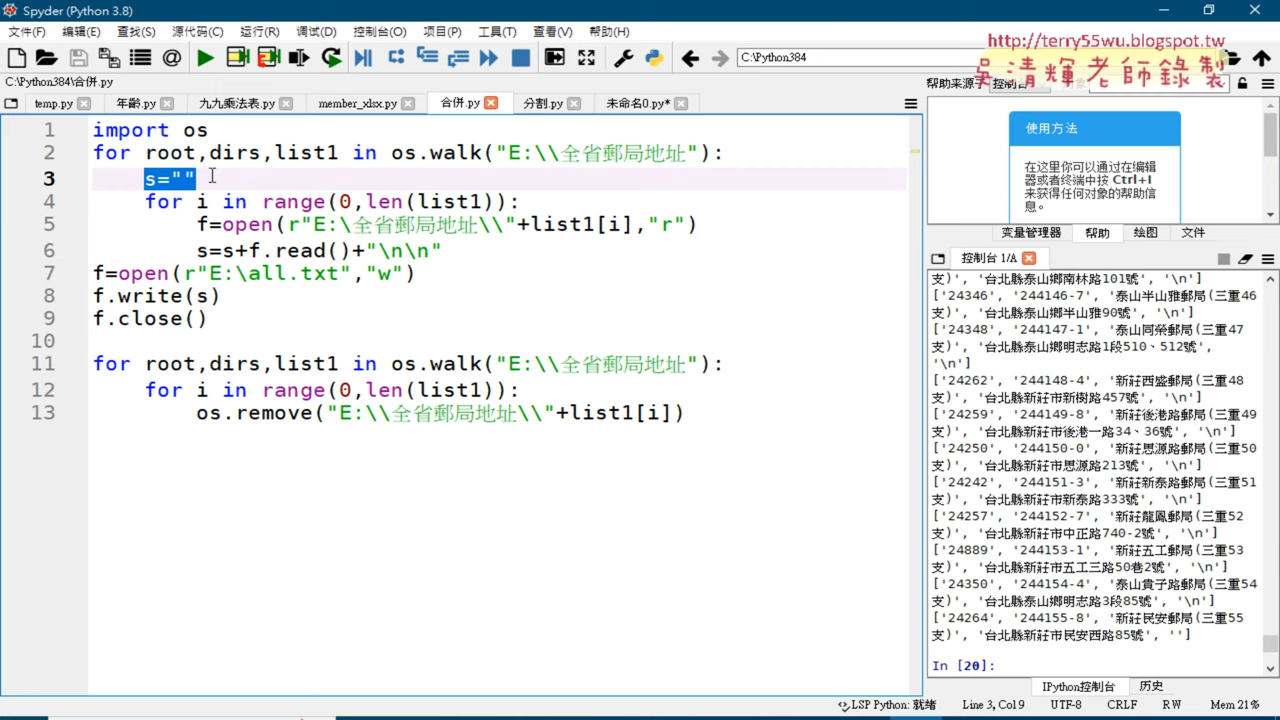 Spyder (Python 3.8)
文件(F) 编辑(E) 查找(S) 源代码(C) 运行(R) 调试(D) 控制台(O) 项目(P) 工具(T) 查看(V) 帮助(H)
C:\Python384
http://terry55wu.blogspot.tw
吳清輝老師錄製
C:\Python384\合併.py
帮助来源 控制台
temp.py 年齡.py 九九乘法表.py member_xlsx.py 合併.py 分割.py 未命名0.py*
1 import os
2 for root,dirs,list1 in os.walk("E:\\全省郵局地址"):
3 s=""
4 for i in range(0,len(list1)):
5 f=open(r"E:\全省郵局地址\\"+list1[i],"r")
6 s=s+f.read()+"\n\n"
7 f=open(r"E:\all.txt","w")
8 f.write(s)
9 f.close()
10
11 for root,dirs,list1 in os.walk("E:\\全省郵局地址"):
12 for i in range(0,len(list1)):
13 os.remove("E:\\全省郵局地址\\"+list1[i])
使用方法
在这里你可以通过在编辑
器或者终端中按 Ctrl+I
来获得任何对象的帮助信
息。
变量管理器 帮助 绘图 文件
控制台 1/A
支)', '台北縣泰山鄉南林路101號', '\n']
['24346', '244146-7', '泰山半山雅郵局(三重46
支)', '台北縣泰山鄉半山雅90號', '\n']
['24348', '244147-1', '泰山同榮郵局(三重47
支)', '台北縣泰山鄉明志路1段510、512號',
'\n']
['24262', '244148-4', '新莊西盛郵局(三重48
支)', '台北縣新莊市新樹路457號', '\n']
['24259', '244149-8', '新莊後港路郵局(三重49
支)', '台北縣新莊市後港一路34、36號', '\n']
['24250', '244150-0', '新莊思源路郵局(三重50
支)', '台北縣新莊市思源路213號', '\n']
['24242', '244151-3', '新莊新泰路郵局(三重51
支)', '台北縣新莊市新泰路333號', '\n']
['24257', '244152-7', '新莊龍鳳郵局(三重52
支)', '台北縣新莊市中正路740-2號', '\n']
['24889', '244153-1', '新莊五工郵局(三重53
支)', '台北縣新莊市五工三路50巷2號', '\n']
['24350', '244154-4', '泰山貴子路郵局(三重54
支)', '台北縣泰山鄉明志路3段85號', '\n']
['24264', '244155-8', '新莊民安郵局(三重55
支)', '台北縣新莊市民安西路85號', '']
In [20]:
IPython控制台 历史
LSP Python: 就绪 Line 3, Col 9 UTF-8 CRLF RW Mem 21%